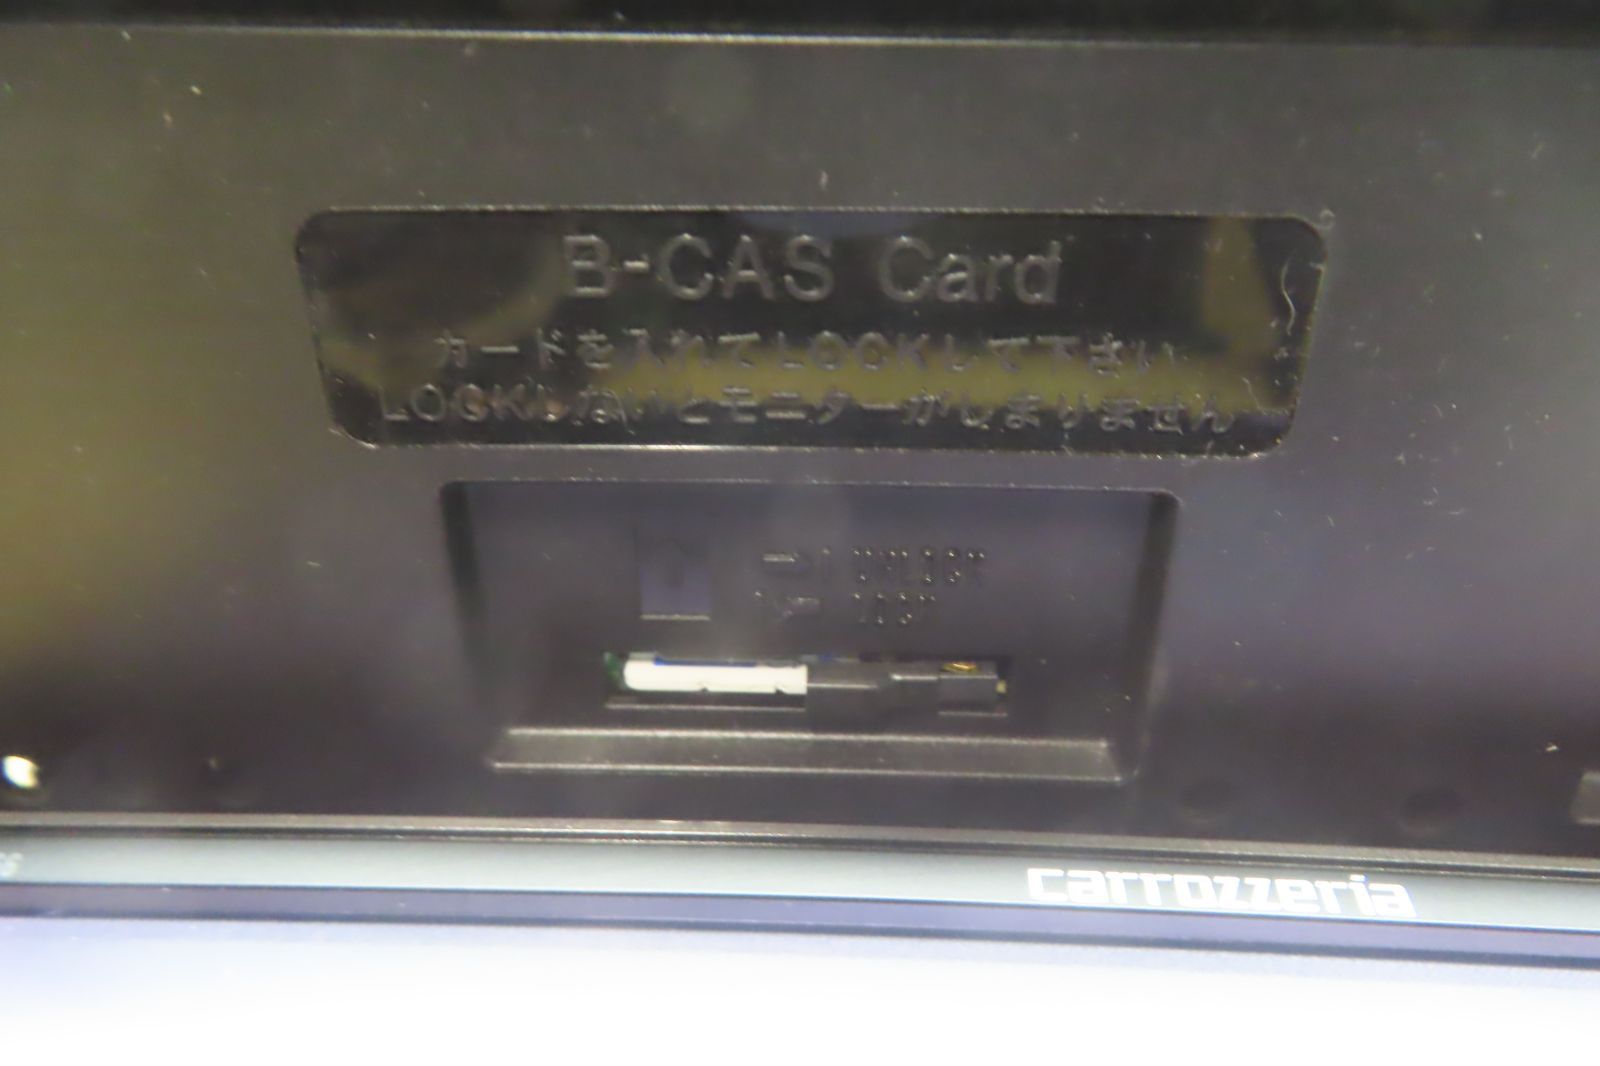 B-CAS Card
カードを入れてLOCKして下さい
LOCKしないとモニターがしまりません
UNLOCK
LOCK
carrozzeria